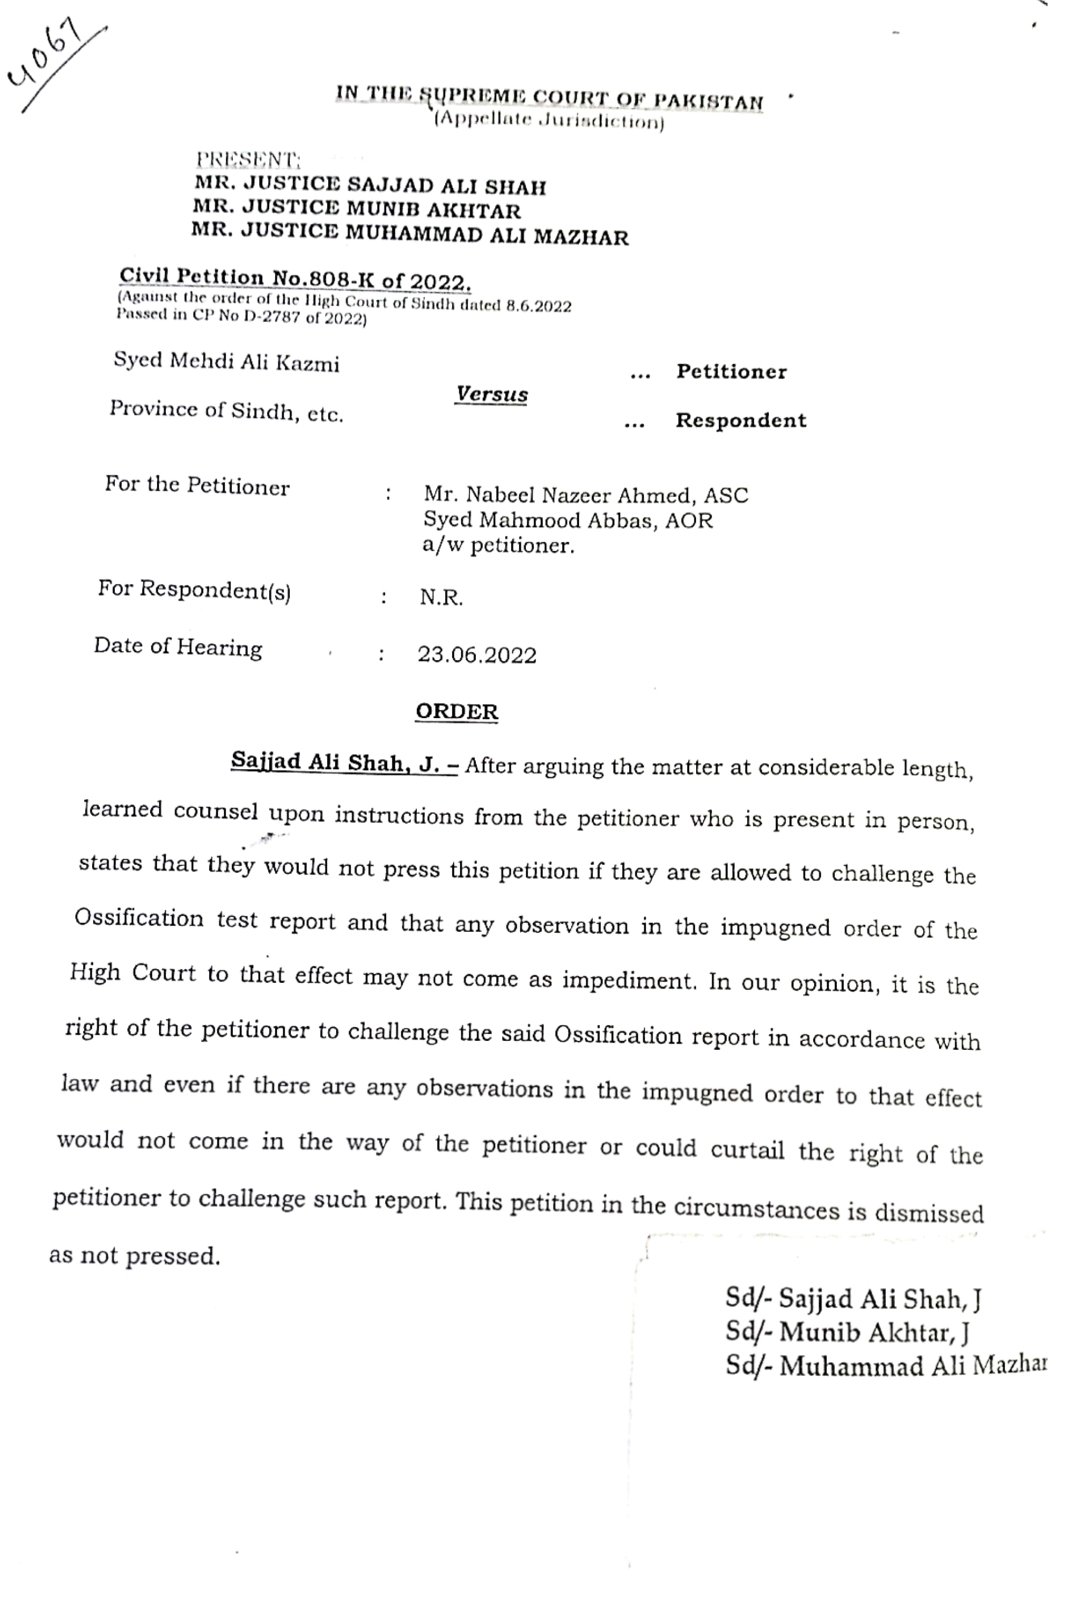 4067
IN THE SUPREME COURT OF PAKISTAN
(Appellate Jurisdiction)
PRESENT:
MR. JUSTICE SAJJAD ALI SHAH
MR. JUSTICE MUNIB AKHTAR
MR. JUSTICE MUHAMMAD ALI MAZHAR
Civil Petition No.808-K of 2022.
(Against the order of the High Court of Sindh dated 8.6.2022
Passed in CP No D-2787 of 2022)
Syed Mehdi Ali Kazmi
... Petitioner
Versus
Province of Sindh, etc.
... Respondent
For the Petitioner : Mr. Nabeel Nazeer Ahmed, ASC
Syed Mahmood Abbas, AOR
a/w petitioner.
For Respondent(s) : N.R.
Date of Hearing : 23.06.2022
ORDER
Sajjad Ali Shah, J. – After arguing the matter at considerable length,
learned counsel upon instructions from the petitioner who is present in person,
states that they would not press this petition if they are allowed to challenge the
Ossification test report and that any observation in the impugned order of the
High Court to that effect may not come as impediment. In our opinion, it is the
right of the petitioner to challenge the said Ossification report in accordance with
law and even if there are any observations in the impugned order to that effect
would not come in the way of the petitioner or could curtail the right of the
petitioner to challenge such report. This petition in the circumstances is dismissed
as not pressed.
Sd/- Sajjad Ali Shah, J
Sd/- Munib Akhtar, J
Sd/- Muhammad Ali Mazhar